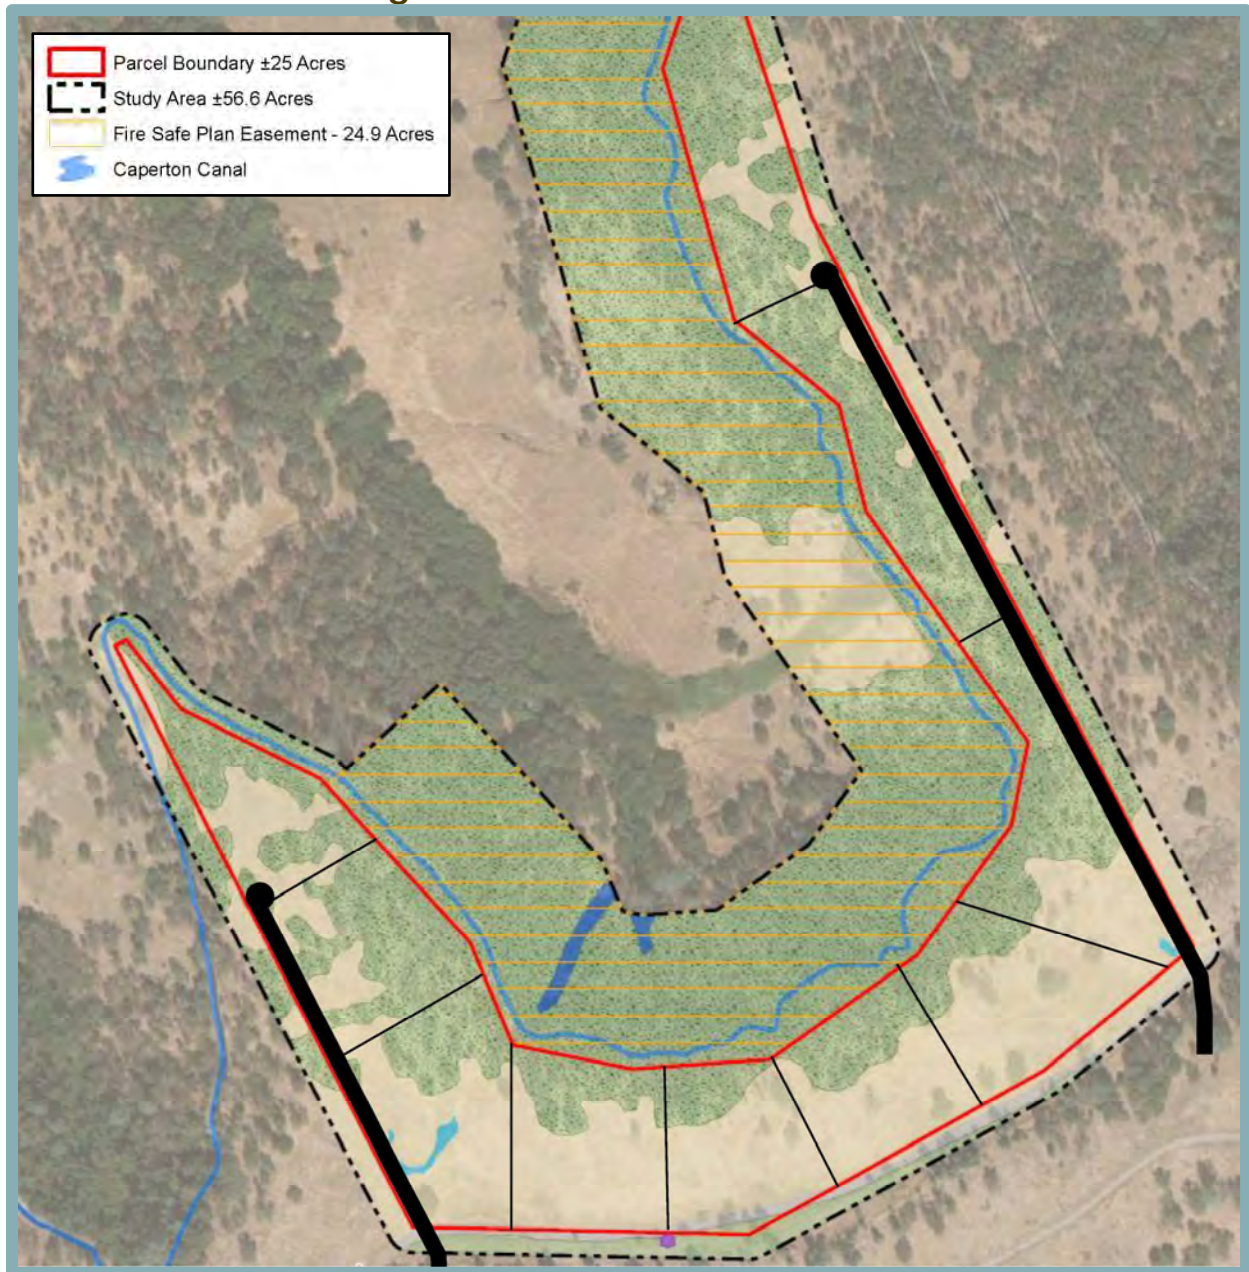 Parcel Boundary ±25 Acres
Study Area ±56.6 Acres
Fire Safe Plan Easement - 24.9 Acres
Caperton Canal